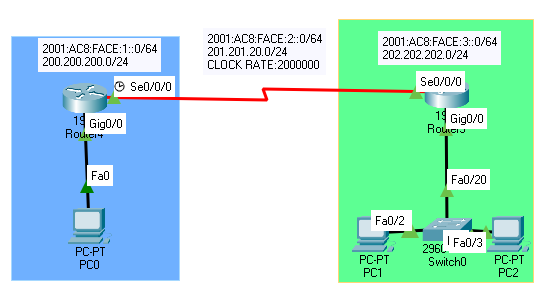 2001:AC8:FACE:1::0/64
200.200.200.0/24
2001:AC8:FACE:2::0/64
201.201.20.0/24
CLOCK RATE:2000000
2001:AC8:FACE:3::0/64
202.202.202.0/24
Se0/0/0
Se0/0/0
19
Router4
Gig0/0
19
Gig0/0
Fa0
Fa0/20
Fa0/2
Fa0/3
PC-PT
PC0
PC-PT
PC1
Switch0
PC-PT
PC2